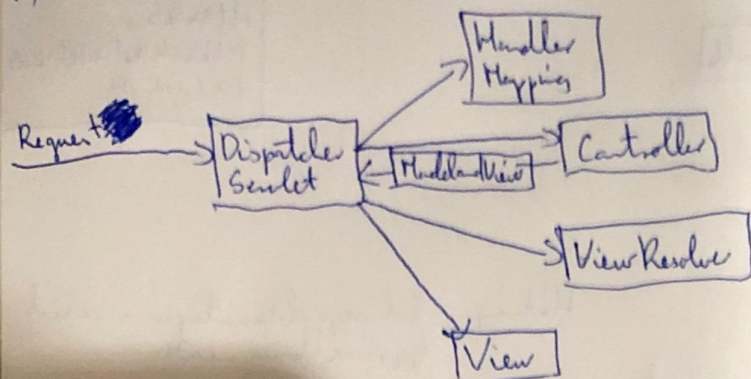 Handler
Mapping
Request
Dispatcher
Servlet
Controller
ModelandView
ViewResolver
View